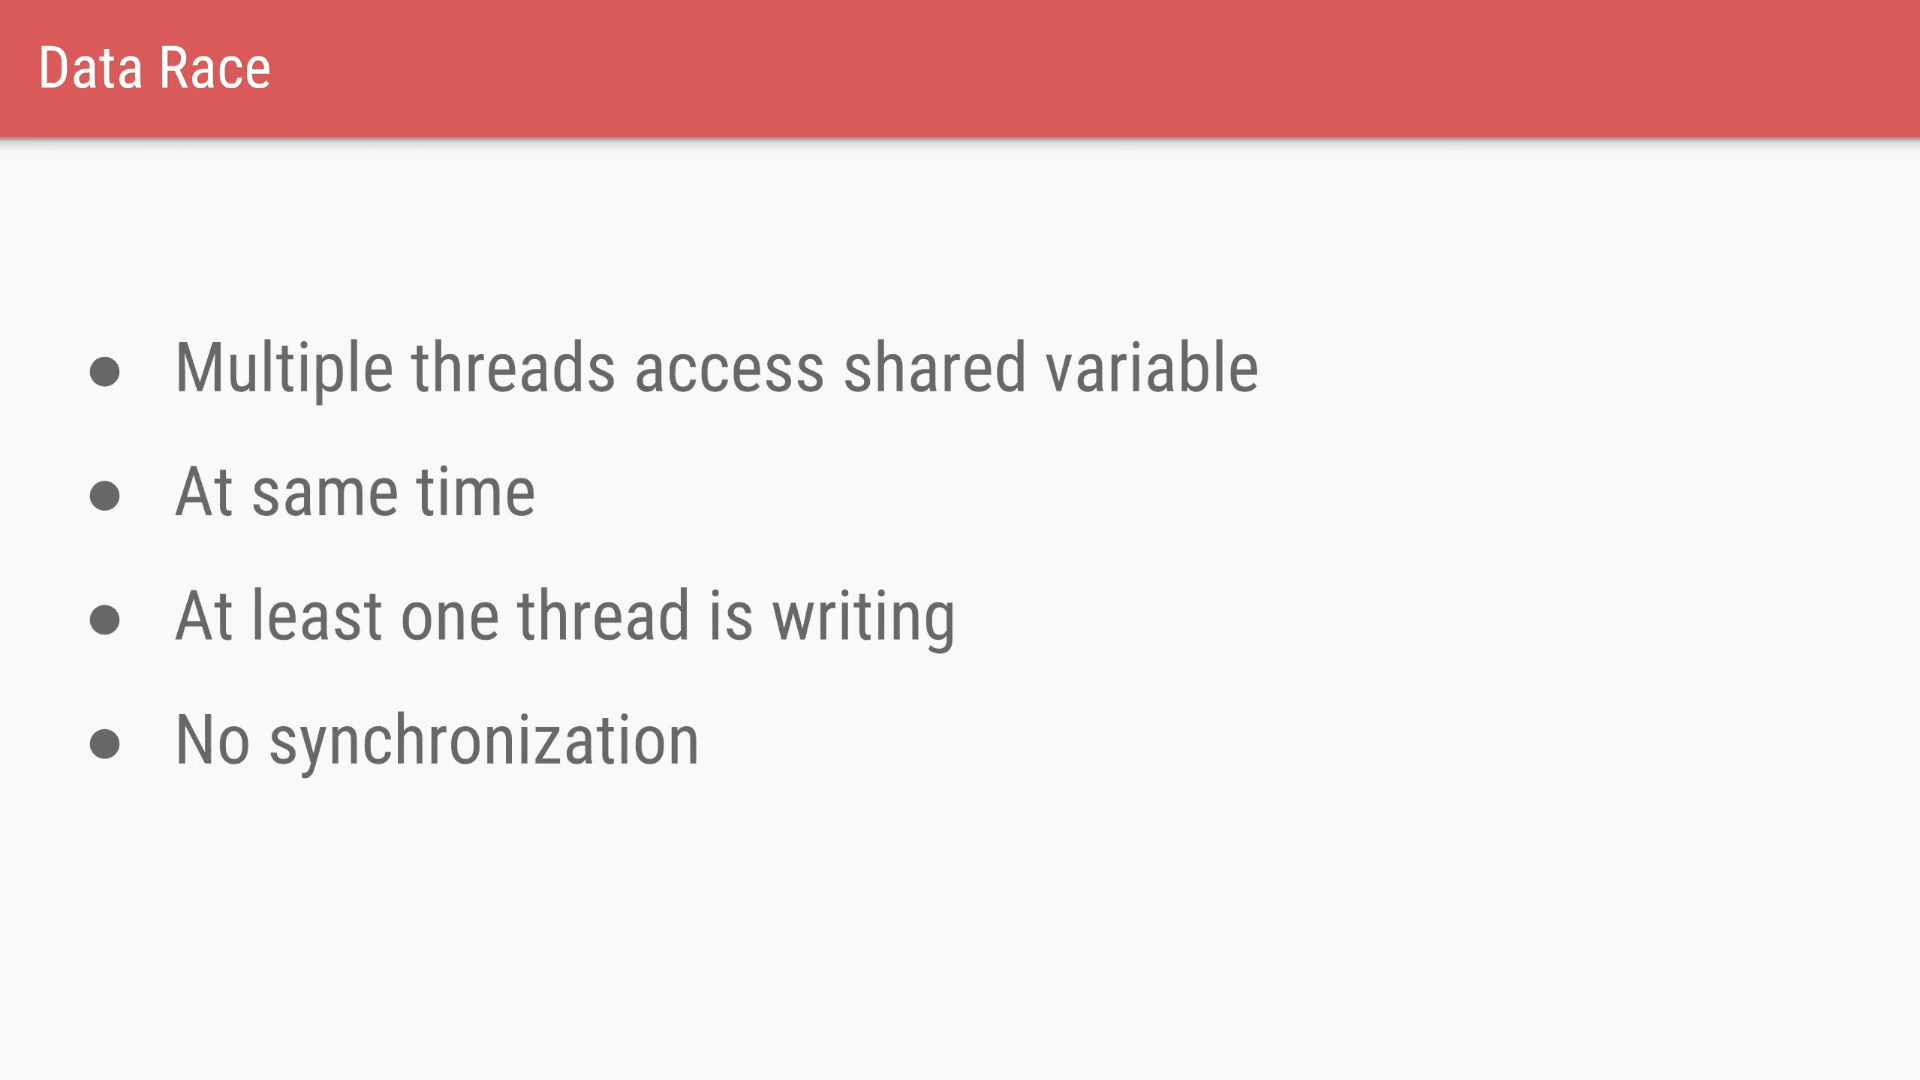 Data Race
● Multiple threads access shared variable
● At same time
● At least one thread is writing
● No synchronization